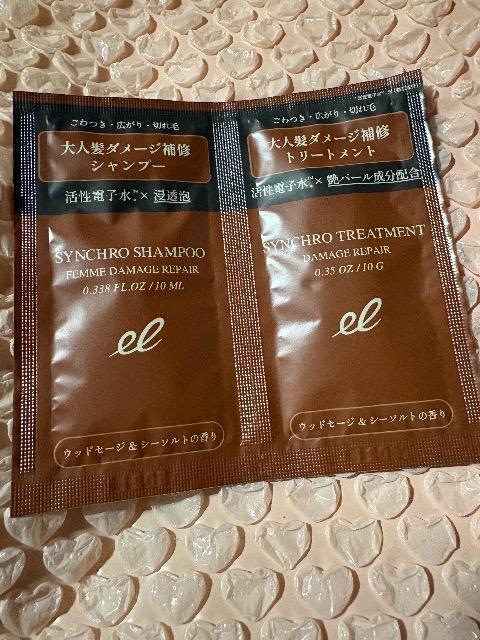 ごわつき・広がり・切れ毛
大人髪ダメージ補修
シャンプー
活性電子水™× 浸透泡
SYNCHRO SHAMPOO
FEMME DAMAGE REPAIR
0.338 FL.OZ / 10 ML
el
ウッドセージ & シーソルトの香り
ごわつき・広がり・切れ毛
大人髪ダメージ補修
トリートメント
活性電子水™× 艶パール成分配合
SYNCHRO TREATMENT
DAMAGE REPAIR
0.35 OZ / 10 G
el
ウッドセージ & シーソルトの香り